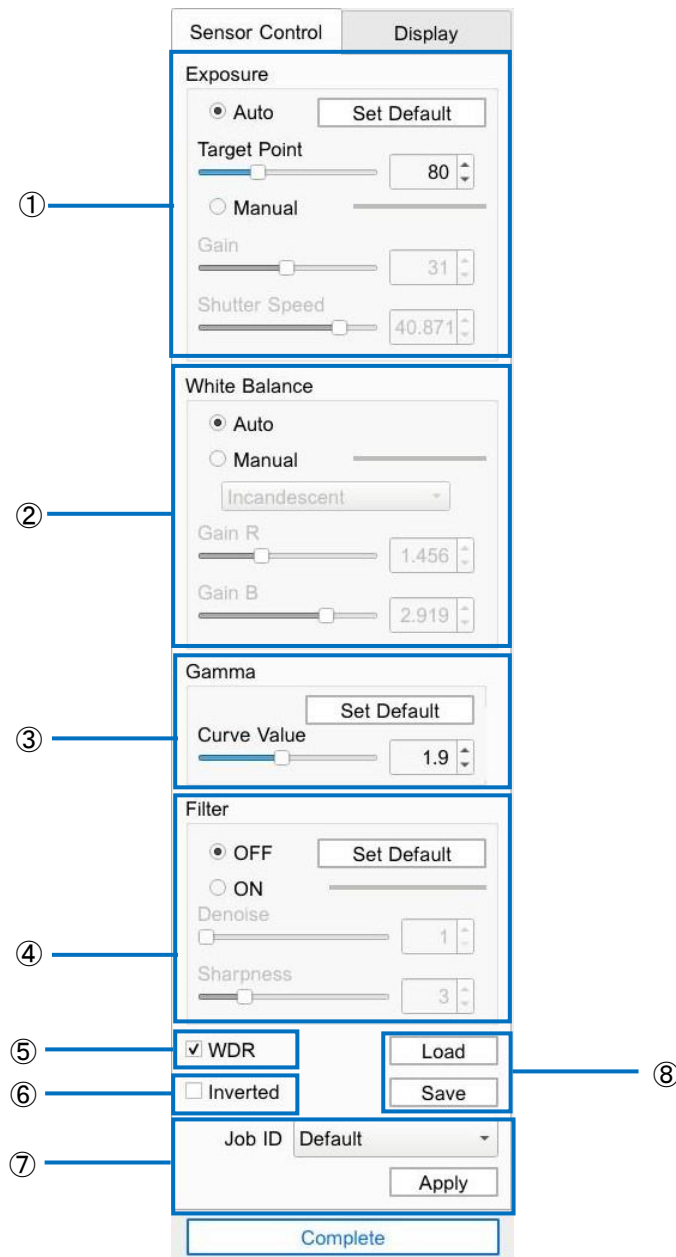 Sensor Control Display
Exposure
Auto Set Default
Target Point
80
① Manual
Gain
31
Shutter Speed
40.871
White Balance
Auto
Manual
② Incandescent
Gain R
1.456
Gain B
2.919
Gamma
Set Default
③ Curve Value
1.9
Filter
OFF Set Default
ON
Denoise
④ 1
Sharpness
3
⑤ WDR Load ⑧
⑥ Inverted Save
Job ID Default
⑦ Apply
Complete